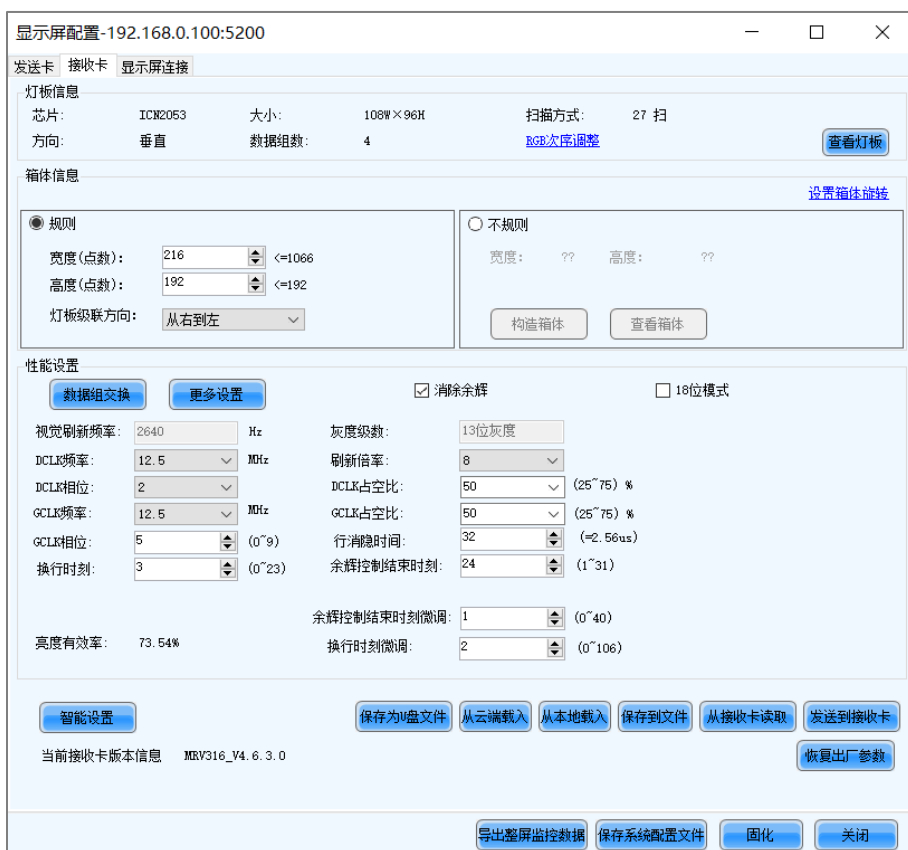 显示屏配置-192.168.0.100:5200
发送卡 接收卡 显示屏连接
灯板信息
芯片: ICN2053 大小: 108W×96H 扫描方式: 27 扫
方向: 垂直 数据组数: 4 RGB次序调整 查看灯板
箱体信息
设置箱体旋转
规则 不规则
宽度(点数): 216 <=1066 宽度: ?? 高度: ??
高度(点数): 192 <=192
灯板级联方向: 从右到左 构造箱体 查看箱体
性能设置
数据组交换 更多设置 消除余辉 18位模式
视觉刷新频率: 2640 Hz 灰度级数: 13位灰度
DCLK频率: 12.5 MHz 刷新倍率: 8
DCLK相位: 2 DCLK占空比: 50 (25~75) %
GCLK频率: 12.5 MHz GCLK占空比: 50 (25~75) %
GCLK相位: 5 (0~9) 行消隐时间: 32 (=2.56us)
换行时刻: 3 (0~23) 余辉控制结束时刻: 24 (1~31)
余辉控制结束时刻微调: 1 (0~40)
亮度有效率: 73.54% 换行时刻微调: 2 (0~106)
智能设置 保存为U盘文件 从云端载入 从本地载入 保存到文件 从接收卡读取 发送到接收卡
当前接收卡版本信息 MRV316_V4.6.3.0 恢复出厂参数
导出整屏监控数据 保存系统配置文件 固化 关闭